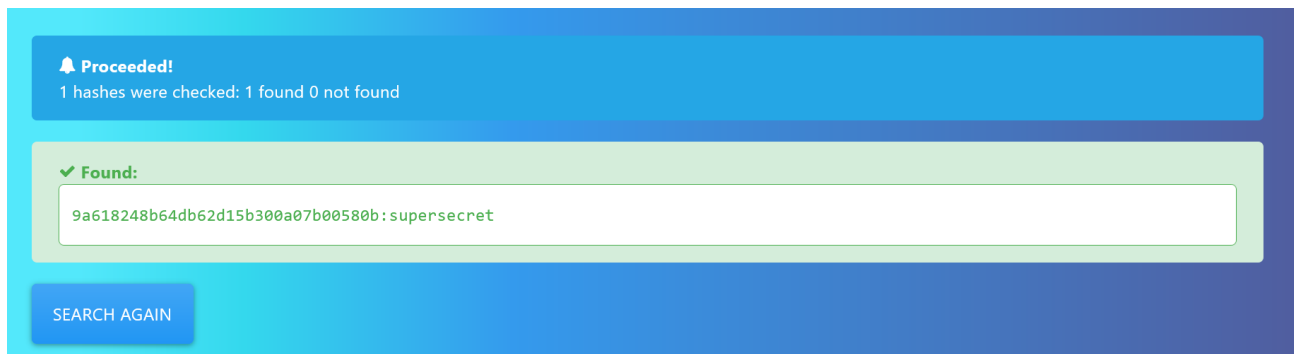 Proceeded!
1 hashes were checked: 1 found 0 not found
Found:
9a618248b64db62d15b300a07b00580b:supersecret
SEARCH AGAIN